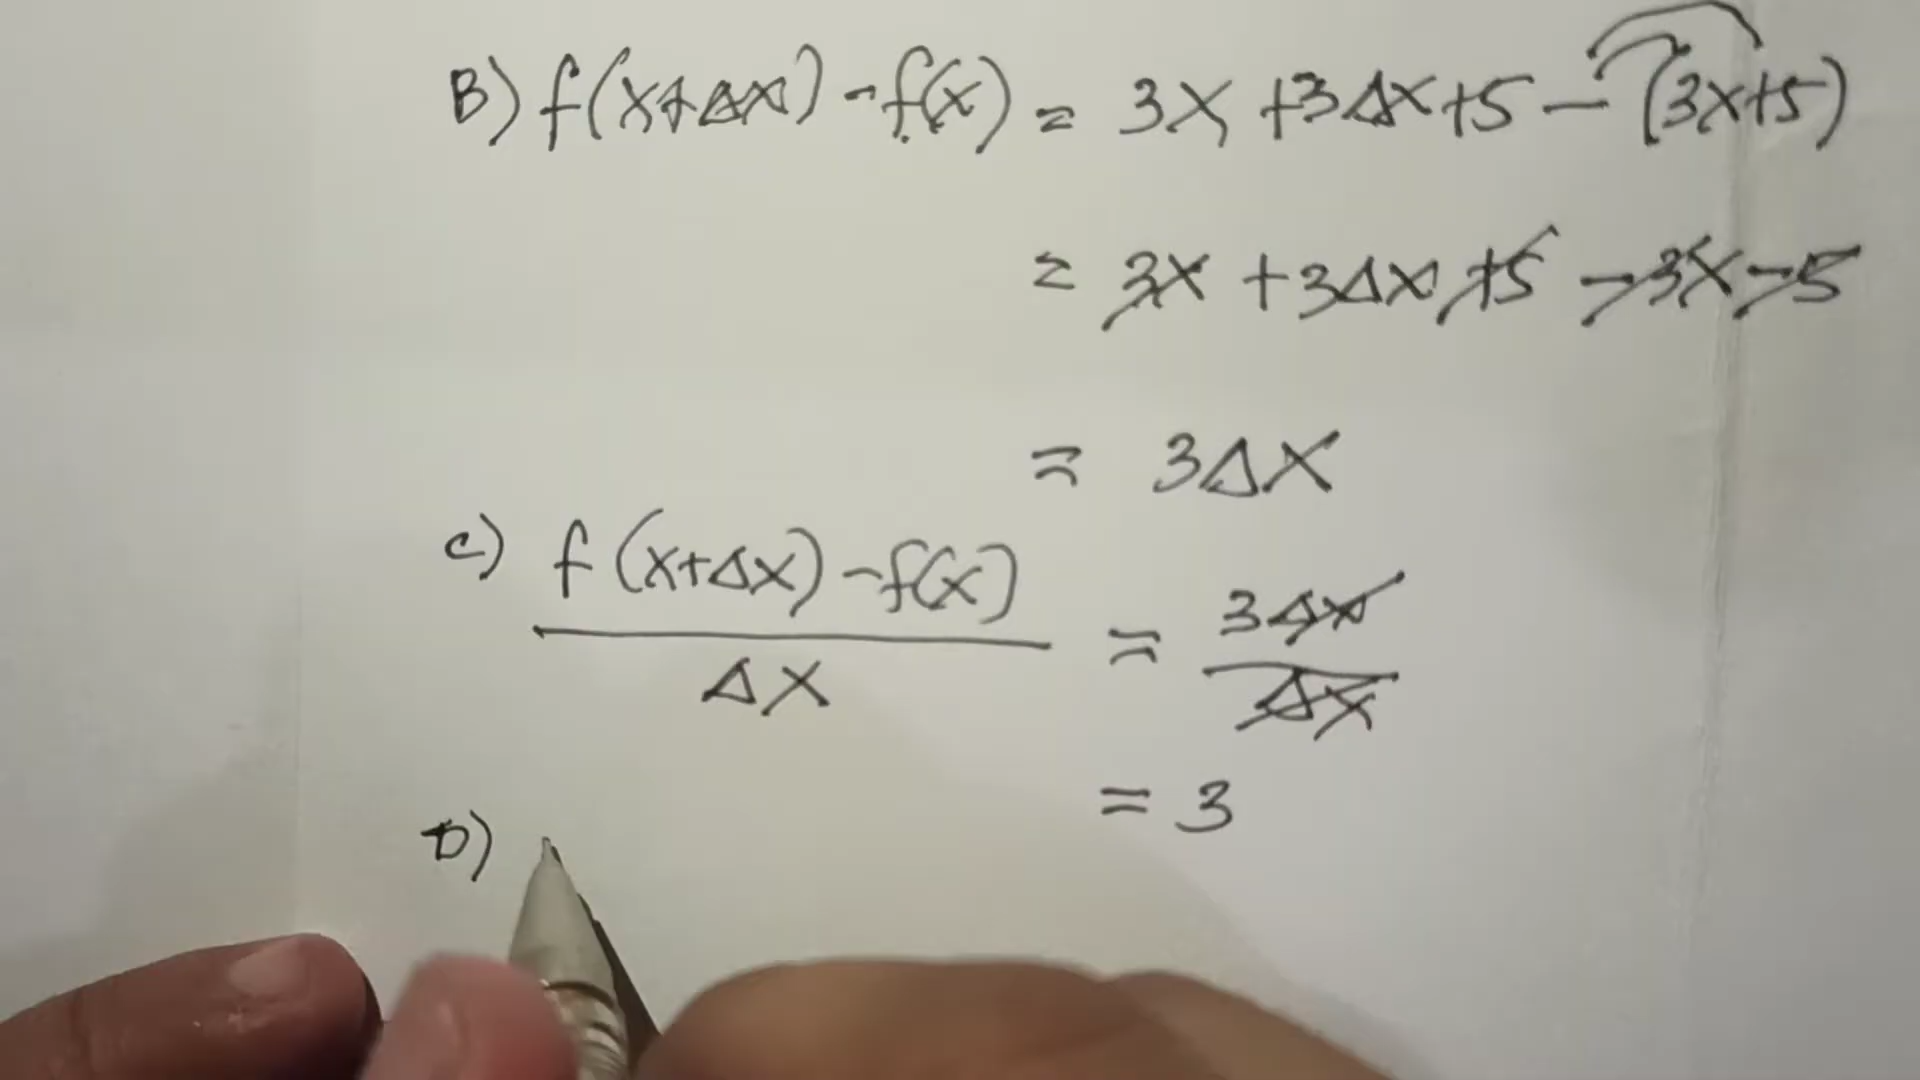 B) f(x+Δx) - f(x) = 3x + 3Δx + 5 - (3x+5)
= 3x + 3Δx + 5 - 3x - 5
= 3Δx
C) f(x+Δx) - f(x) / Δx = 3Δx / Δx
= 3
D)